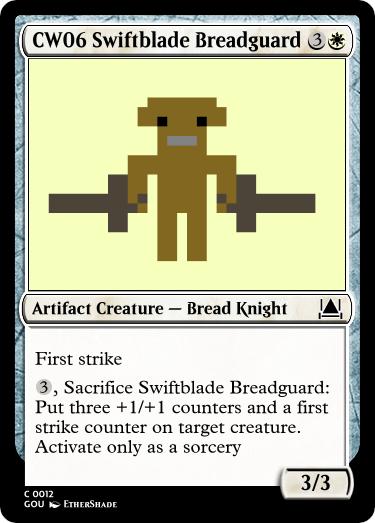 CW06 Swiftblade Breadguard 3
Artifact Creature — Bread Knight
First strike
3, Sacrifice Swiftblade Breadguard:
Put three +1/+1 counters and a first
strike counter on target creature.
Activate only as a sorcery
3/3
C 0012
GOU EtherShade